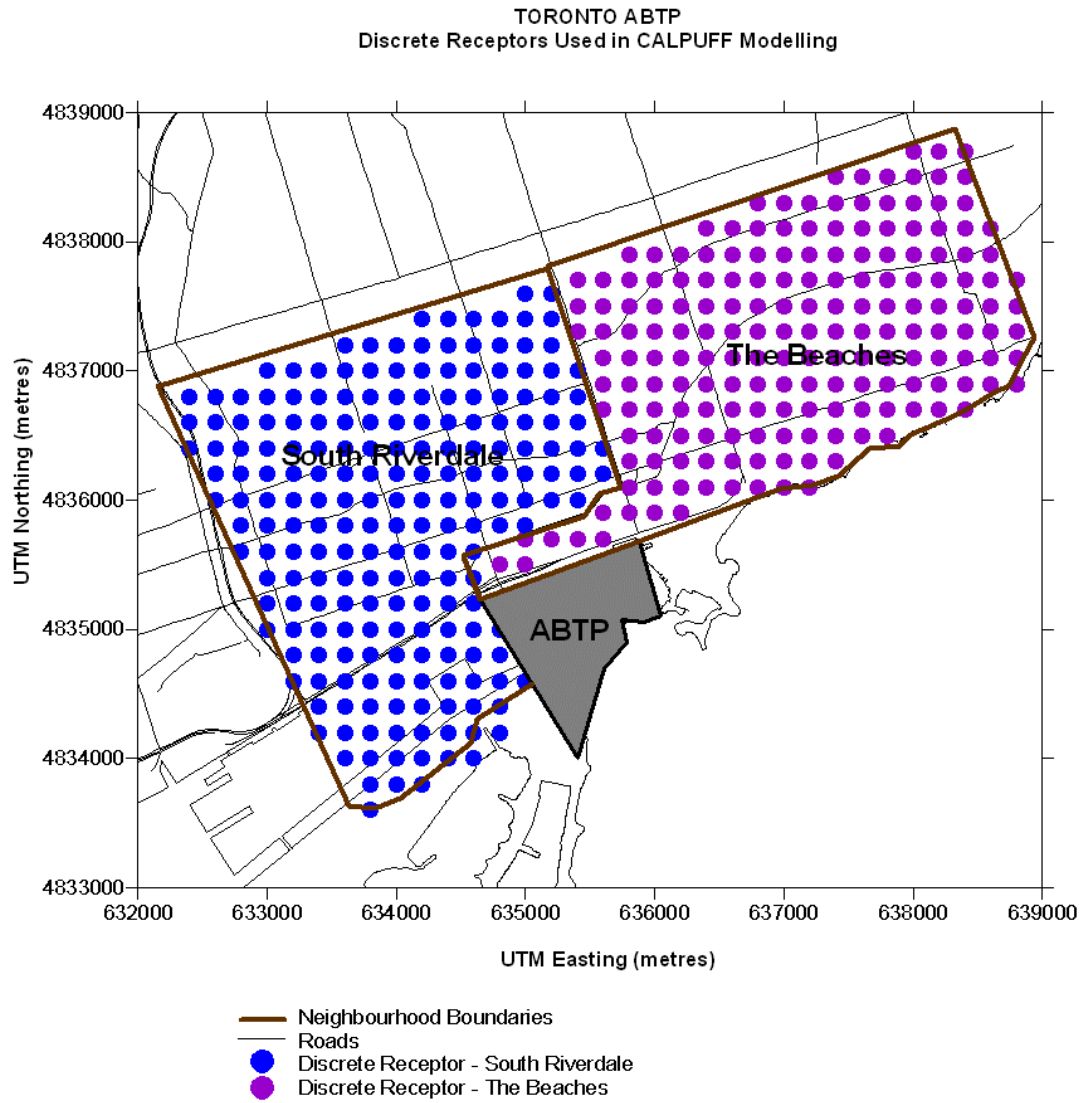 TORONTO ABTP
Discrete Receptors Used in CALPUFF Modelling
4839000
4838000
4837000
4836000
4835000
4834000
4833000
UTM Northing (metres)
The Beaches
South Riverdale
ABTP
632000 633000 634000 635000 636000 637000 638000 639000
UTM Easting (metres)
Neighbourhood Boundaries
Roads
Discrete Receptor - South Riverdale
Discrete Receptor - The Beaches